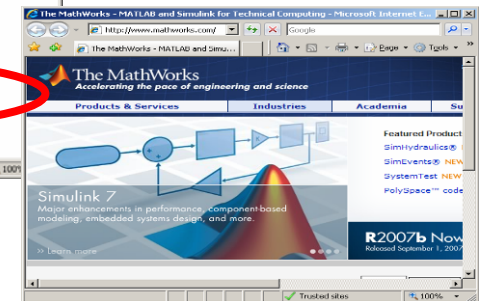 The MathWorks - MATLAB and Simulink for Technical Computing - Microsoft Internet E...
http://www.mathworks.com/
Google
The MathWorks - MATLAB and Simu...
Page
Tools
The MathWorks
Accelerating the pace of engineering and science
Products & Services
Industries
Academia
Su
Featured Product
SimHydraulics®
SimEvents® NEW
SystemTest NEW
PolySpace™ code
Simulink 7
Major enhancements in performance, component-based
modeling, embedded systems design, and more.
>> Learn more
R2007b Now
Released September 1, 2007
100%
Trusted sites
100%